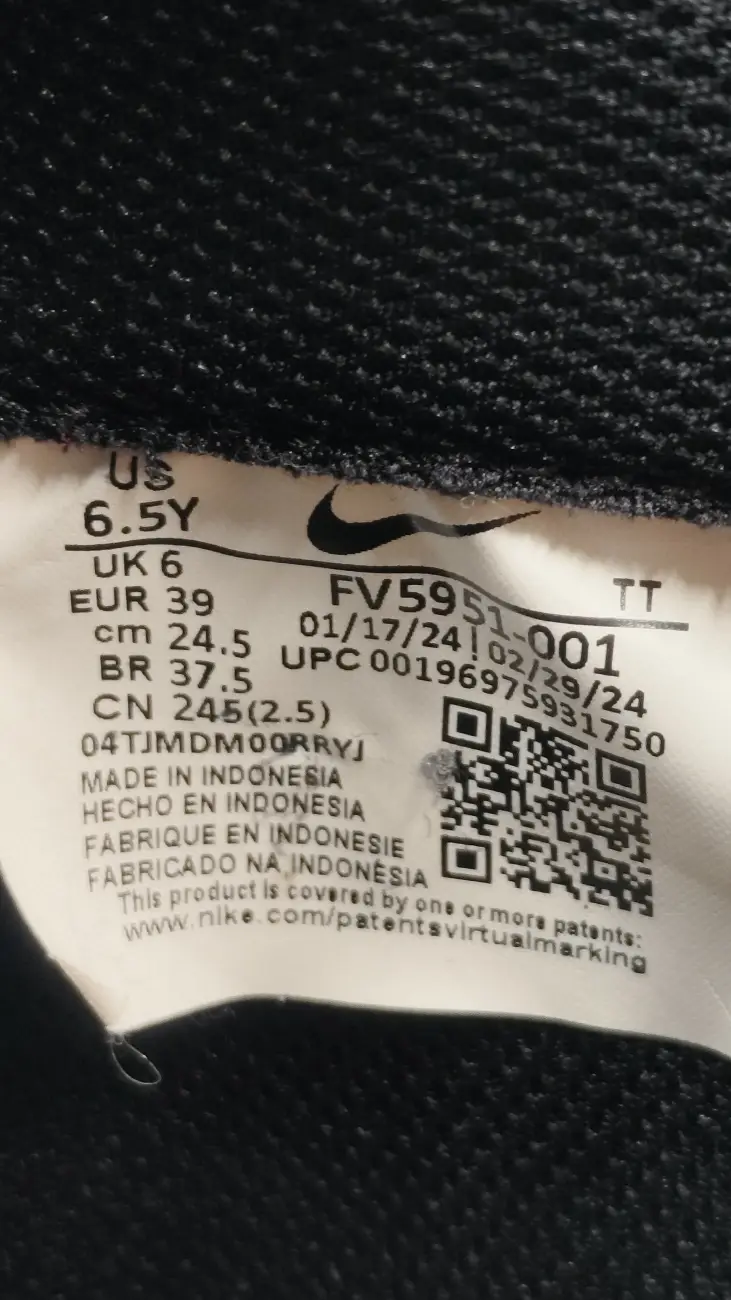 US
6.5Y
UK 6
EUR 39
cm 24.5
BR 37.5
CN 245(2.5)
TT
FV5951-001
01/17/24 | 02/29/24
UPC 00196975931750
04TJMDM00RRYJ
MADE IN INDONESIA
HECHO EN INDONESIA
FABRIQUE EN INDONESIE
FABRICADO NA INDONÉSIA
This product is covered by one or more patents:
www.nike.com/patentsvirtualmarking